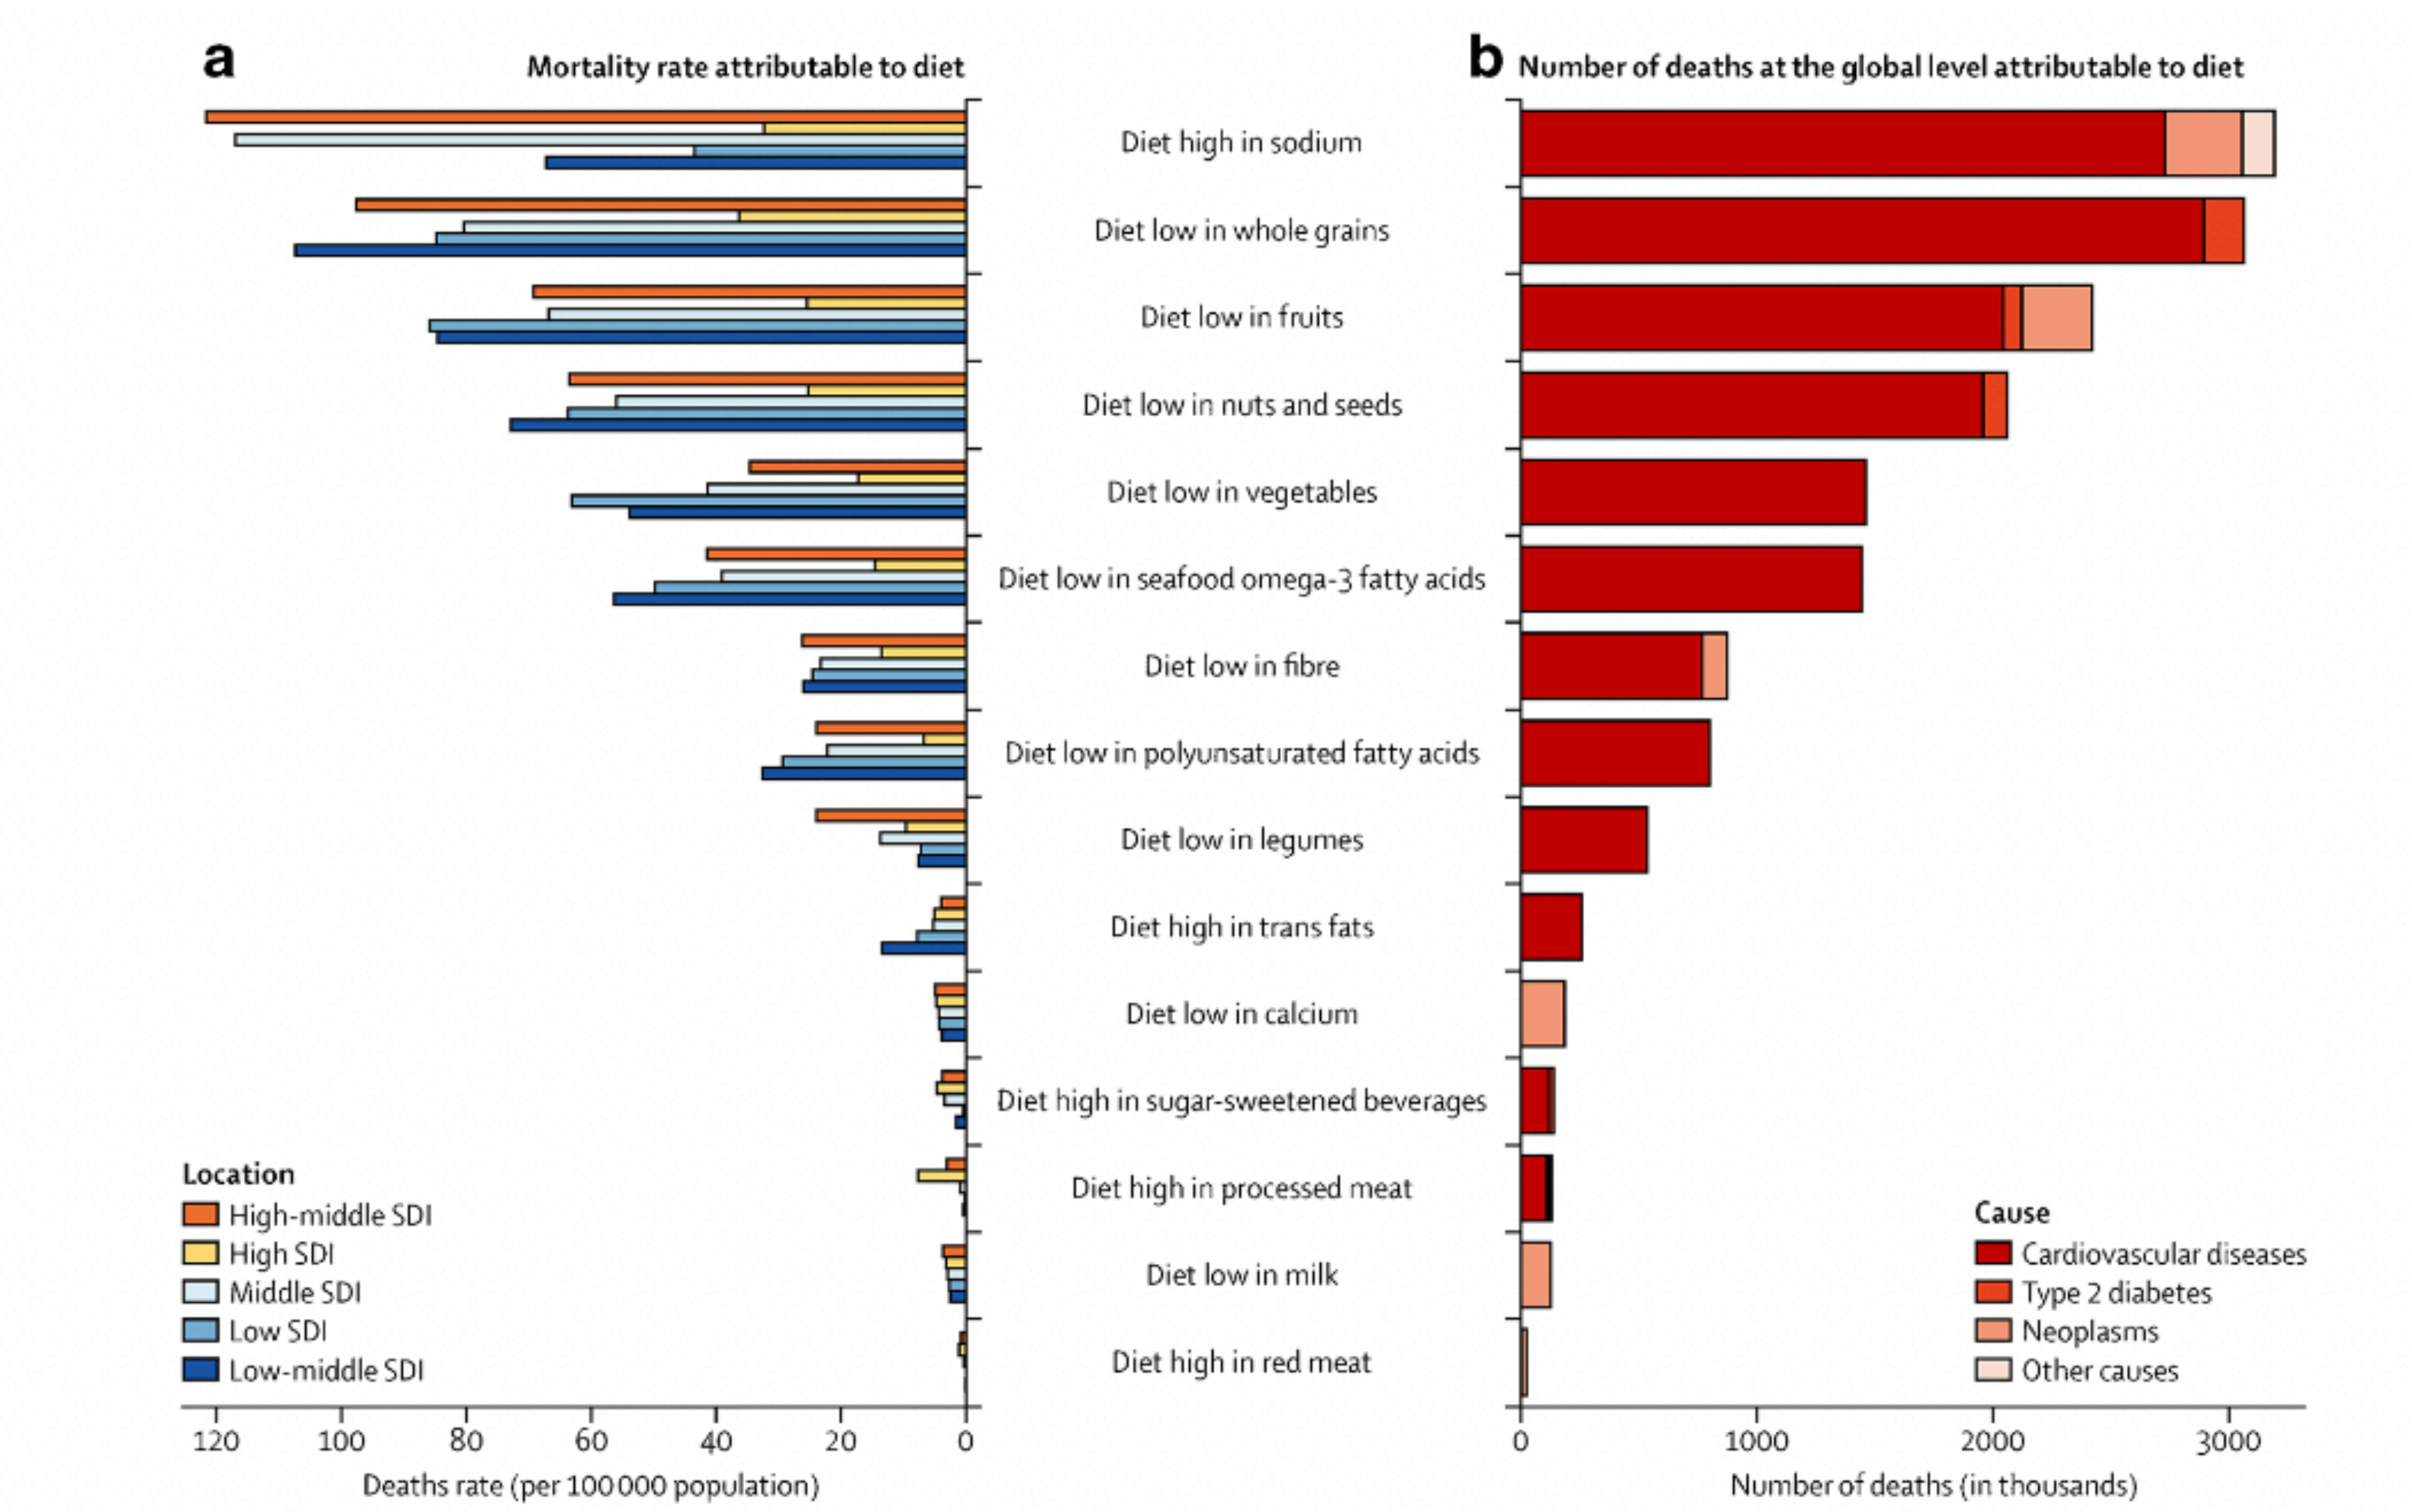 a
Mortality rate attributable to diet
b
Number of deaths at the global level attributable to diet
Diet high in sodium
Diet low in whole grains
Diet low in fruits
Diet low in nuts and seeds
Diet low in vegetables
Diet low in seafood omega-3 fatty acids
Diet low in fibre
Diet low in polyunsaturated fatty acids
Diet low in legumes
Diet high in trans fats
Diet low in calcium
Diet high in sugar-sweetened beverages
Diet high in processed meat
Diet low in milk
Diet high in red meat
Location
High-middle SDI
High SDI
Middle SDI
Low SDI
Low-middle SDI
Cause
Cardiovascular diseases
Type 2 diabetes
Neoplasms
Other causes
120 100 80 60 40 20 0
Deaths rate (per 100 000 population)
0 1000 2000 3000
Number of deaths (in thousands)